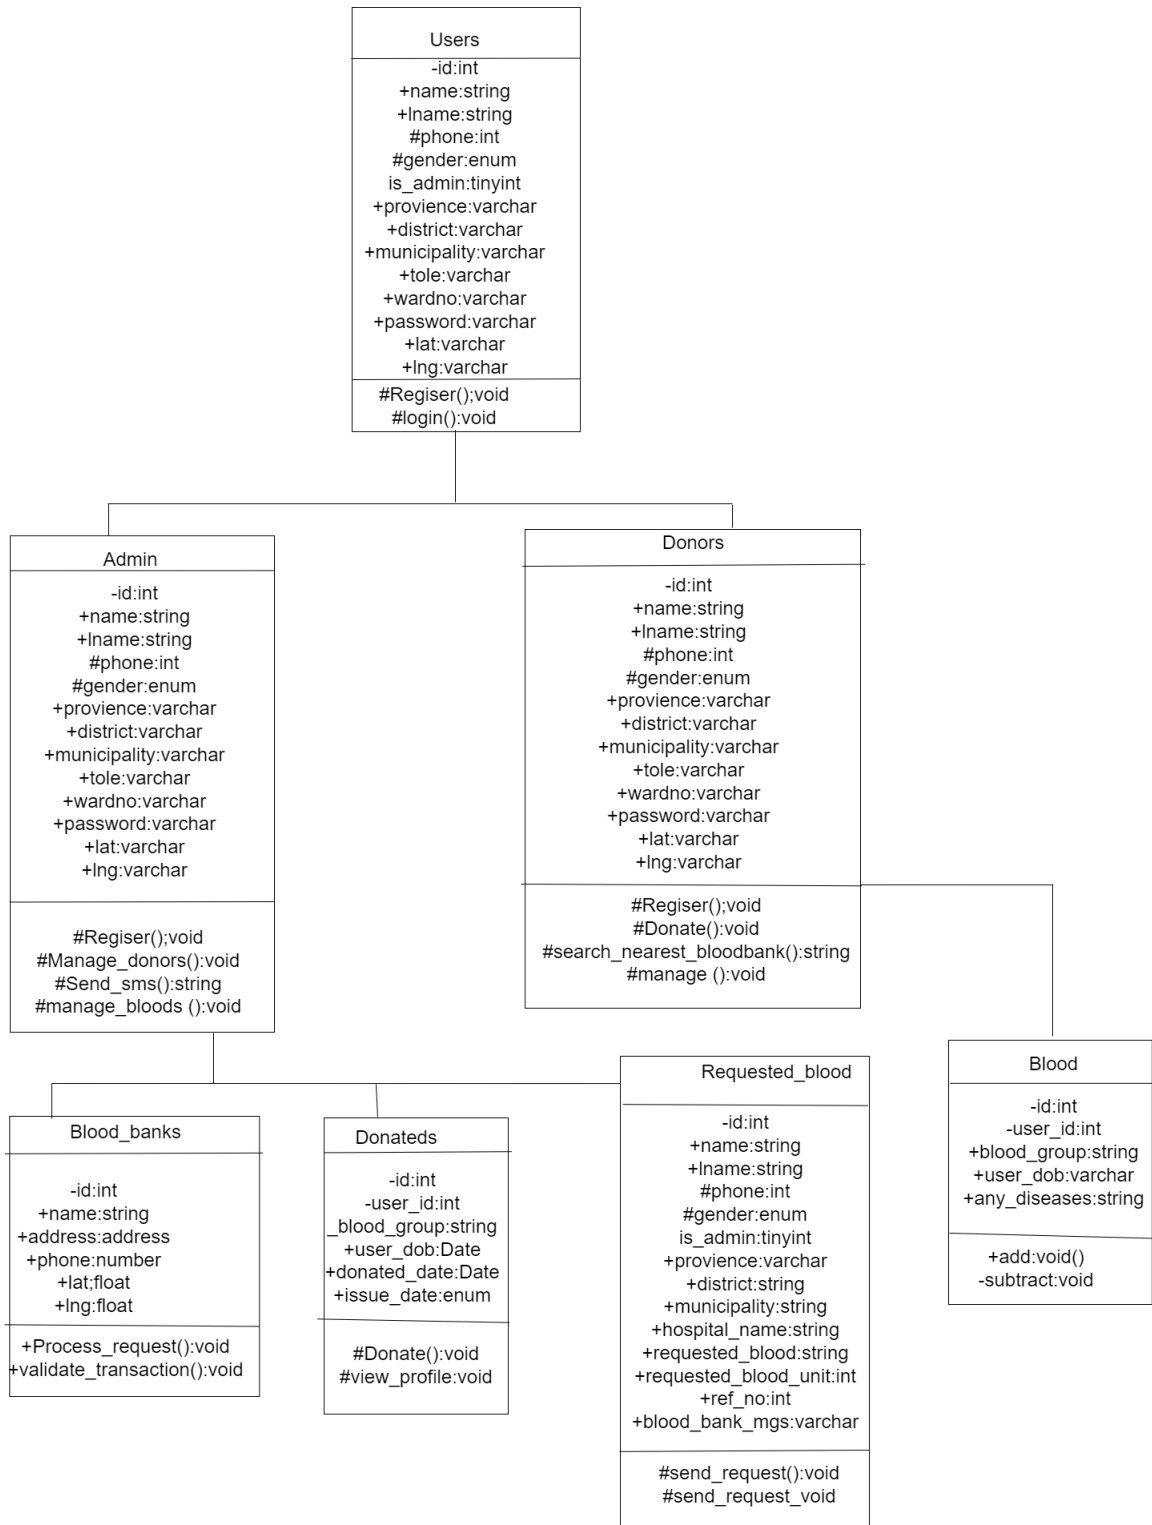 Users
-id:int
+name:string
+lname:string
#phone:int
#gender:enum
is_admin:tinyint
+provience:varchar
+district:varchar
+municipality:varchar
+tole:varchar
+wardno:varchar
+password:varchar
+lat:varchar
+lng:varchar
#Regiser();void
#login():void
Admin
-id:int
+name:string
+lname:string
#phone:int
#gender:enum
+provience:varchar
+district:varchar
+municipality:varchar
+tole:varchar
+wardno:varchar
+password:varchar
+lat:varchar
+lng:varchar
#Regiser();void
#Manage_donors():void
#Send_sms():string
#manage_bloods ():void
Donors
-id:int
+name:string
+lname:string
#phone:int
#gender:enum
+provience:varchar
+district:varchar
+municipality:varchar
+tole:varchar
+wardno:varchar
+password:varchar
+lat:varchar
+lng:varchar
#Regiser();void
#Donate():void
#search_nearest_bloodbank():string
#manage ():void
Blood_banks
-id:int
+name:string
+address:address
+phone:number
+lat;float
+lng:float
+Process_request():void
+validate_transaction():void
Donateds
-id:int
-user_id:int
_blood_group:string
+user_dob:Date
+donated_date:Date
+issue_date:enum
#Donate():void
#view_profile:void
Requested_blood
-id:int
+name:string
+lname:string
#phone:int
#gender:enum
is_admin:tinyint
+provience:varchar
+district:string
+municipality:string
+hospital_name:string
+requested_blood:string
+requested_blood_unit:int
+ref_no:int
+blood_bank_mgs:varchar
#send_request():void
#send_request_void
Blood
-id:int
-user_id:int
+blood_group:string
+user_dob:varchar
+any_diseases:string
+add:void()
-subtract:void